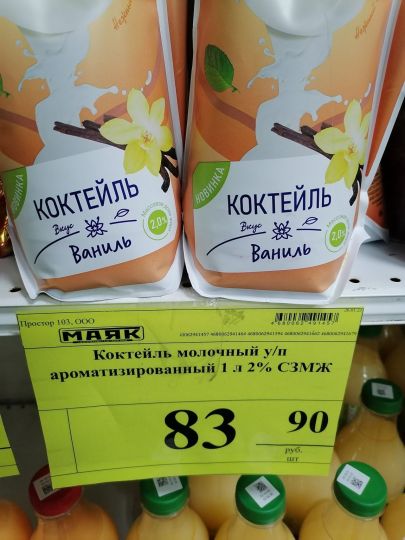 НОВИНКА
КОКТЕЙЛЬ
Вкус
Ваниль
2.0%
НОВИНКА
КОКТЕЙЛЬ
Вкус
Ваниль
2.0%
Простор 103, ООО
МАЯК
4680062491457
Коктейль молочный у/п
ароматизированный 1 л 2% СЗМЖ
83 90
руб.
шт